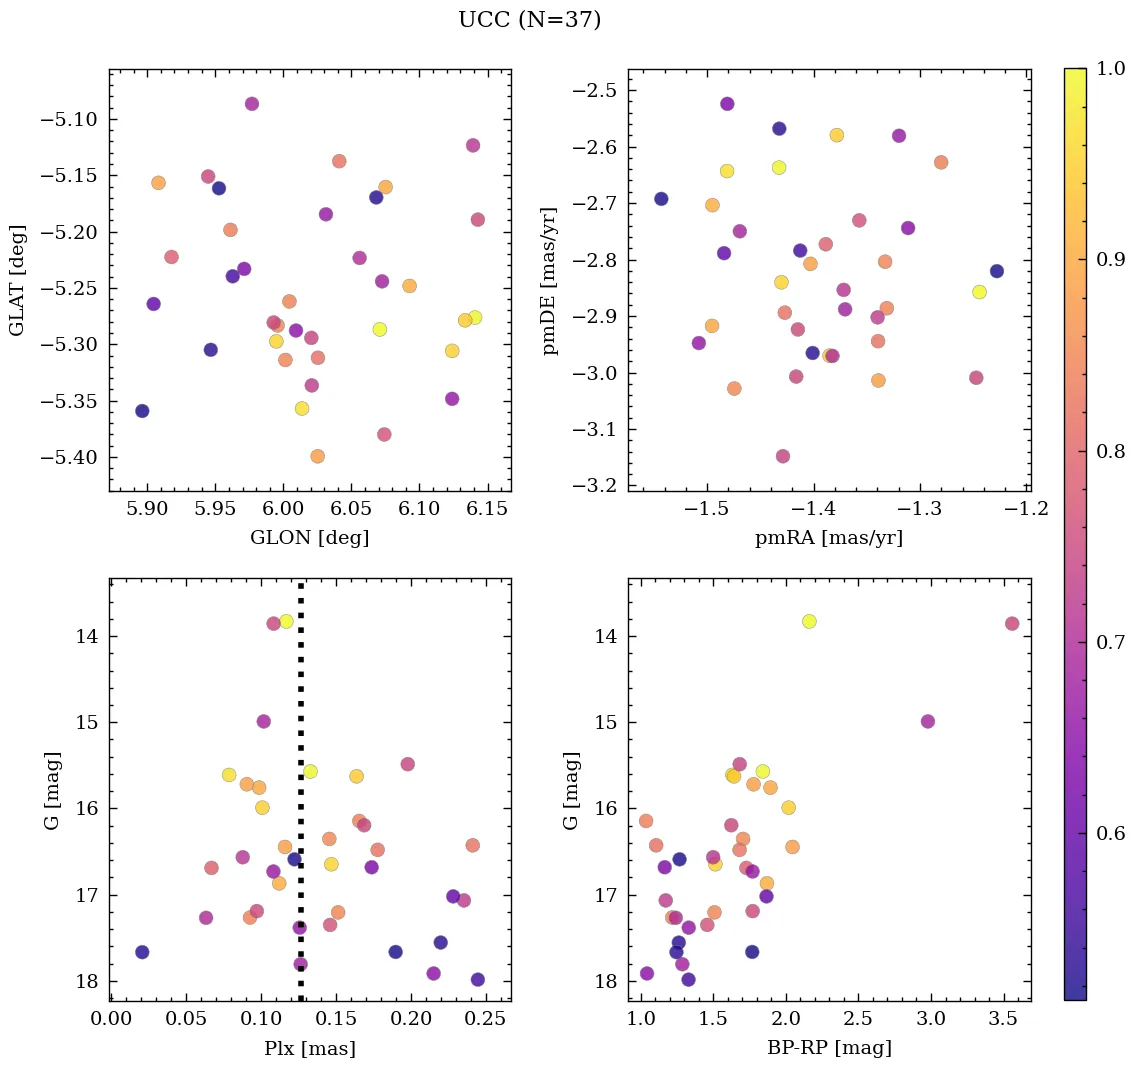 UCC (N=37)
−5.10
−5.15
−5.20
−5.25
−5.30
−5.35
−5.40
GLAT [deg]
5.90 5.95 6.00 6.05 6.10 6.15
GLON [deg]
−2.5
−2.6
−2.7
−2.8
−2.9
−3.0
−3.1
−3.2
pmDE [mas/yr]
−1.5 −1.4 −1.3 −1.2
pmRA [mas/yr]
1.0
0.9
0.8
0.7
0.6
14
15
16
17
18
G [mag]
0.00 0.05 0.10 0.15 0.20 0.25
Plx [mas]
14
15
16
17
18
G [mag]
1.0 1.5 2.0 2.5 3.0 3.5
BP-RP [mag]